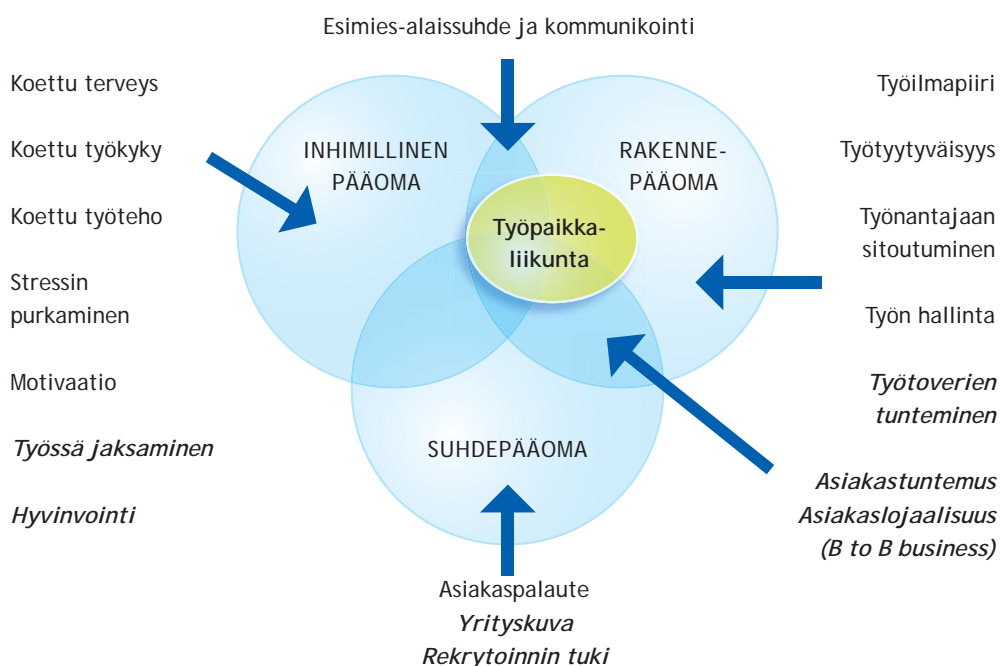 Esimies-alaissuhde ja kommunikointi
Koettu terveys
Koettu työkyky
Koettu työteho
Stressin
purkaminen
Motivaatio
Työssä jaksaminen
Hyvinvointi
INHIMILLINEN
PÄÄOMA
RAKENNE-
PÄÄOMA
Työpaikka-
liikunta
SUHDEPÄÄOMA
Työilmapiiri
Työtyytyväisyys
Työnantajaan
sitoutuminen
Työn hallinta
Työtoverien
tunteminen
Asiakastuntemus
Asiakaslojaalisuus
(B to B business)
Asiakaspalaute
Yrityskuva
Rekrytoinnin tuki